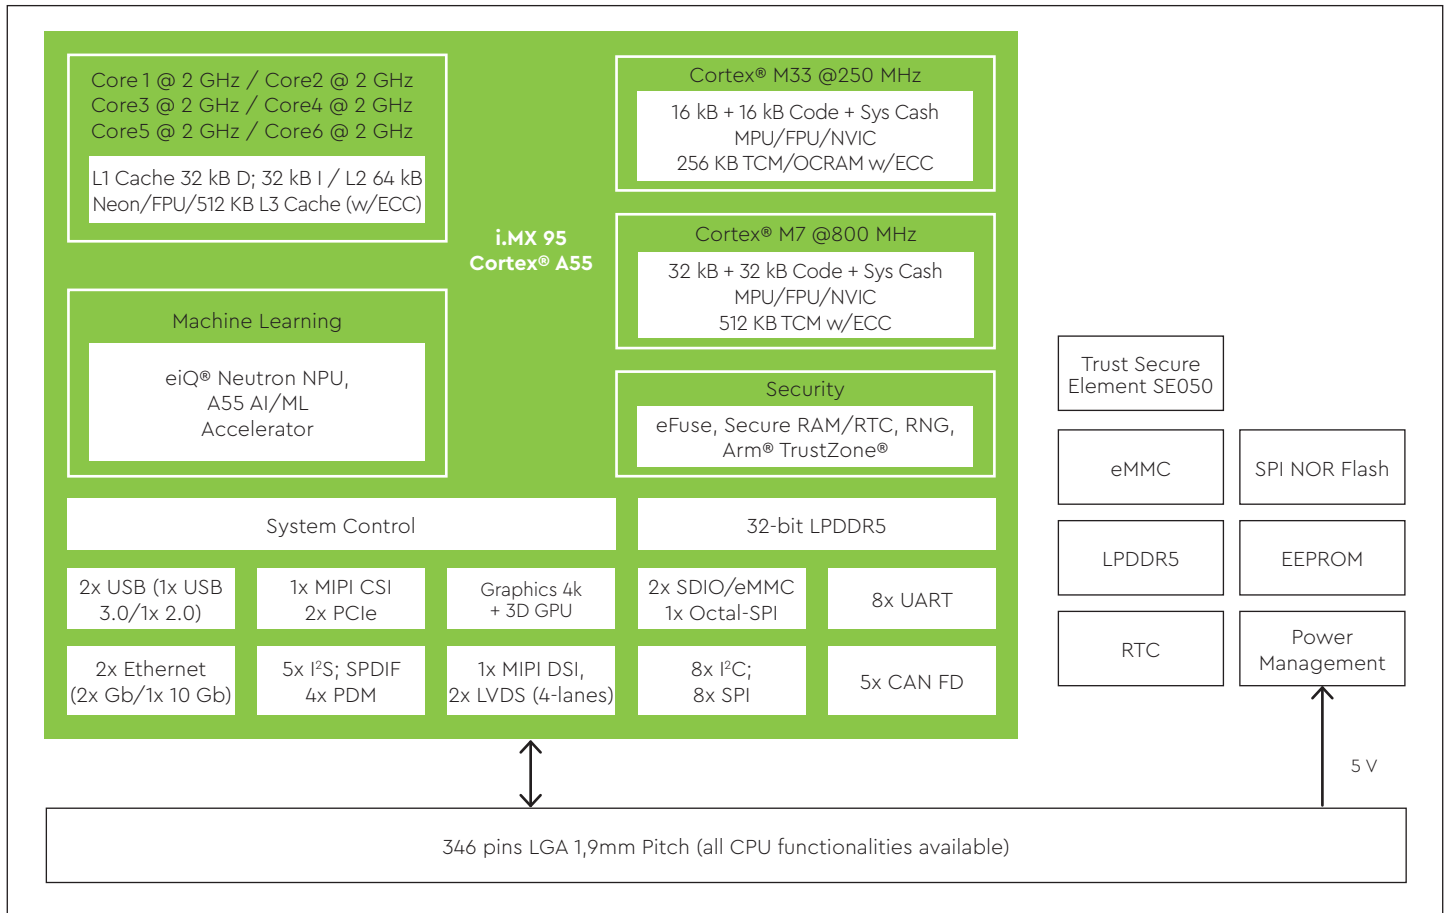 Core 1 @ 2 GHz / Core2 @ 2 GHz
Core3 @ 2 GHz / Core4 @ 2 GHz
Core5 @ 2 GHz / Core6 @ 2 GHz
L1 Cache 32 kB D; 32 kB I / L2 64 kB
Neon/FPU/512 KB L3 Cache (w/ECC)
i.MX 95
Cortex® A55
Cortex® M33 @250 MHz
16 kB + 16 kB Code + Sys Cash
MPU/FPU/NVIC
256 KB TCM/OCRAM w/ECC
Cortex® M7 @800 MHz
32 kB + 32 kB Code + Sys Cash
MPU/FPU/NVIC
512 KB TCM w/ECC
Machine Learning
eiQ® Neutron NPU,
A55 AI/ML
Accelerator
Security
eFuse, Secure RAM/RTC, RNG,
Arm® TrustZone®
System Control
32-bit LPDDR5
2x USB (1x USB
3.0/1x 2.0)
1x MIPI CSI
2x PCIe
Graphics 4k
+ 3D GPU
2x SDIO/eMMC
1x Octal-SPI
8x UART
2x Ethernet
(2x Gb/1x 10 Gb)
5x I²S; SPDIF
4x PDM
1x MIPI DSI,
2x LVDS (4-lanes)
8x I²C;
8x SPI
5x CAN FD
Trust Secure
Element SE050
eMMC
SPI NOR Flash
LPDDR5
EEPROM
RTC
Power
Management
5 V
346 pins LGA 1,9mm Pitch (all CPU functionalities available)